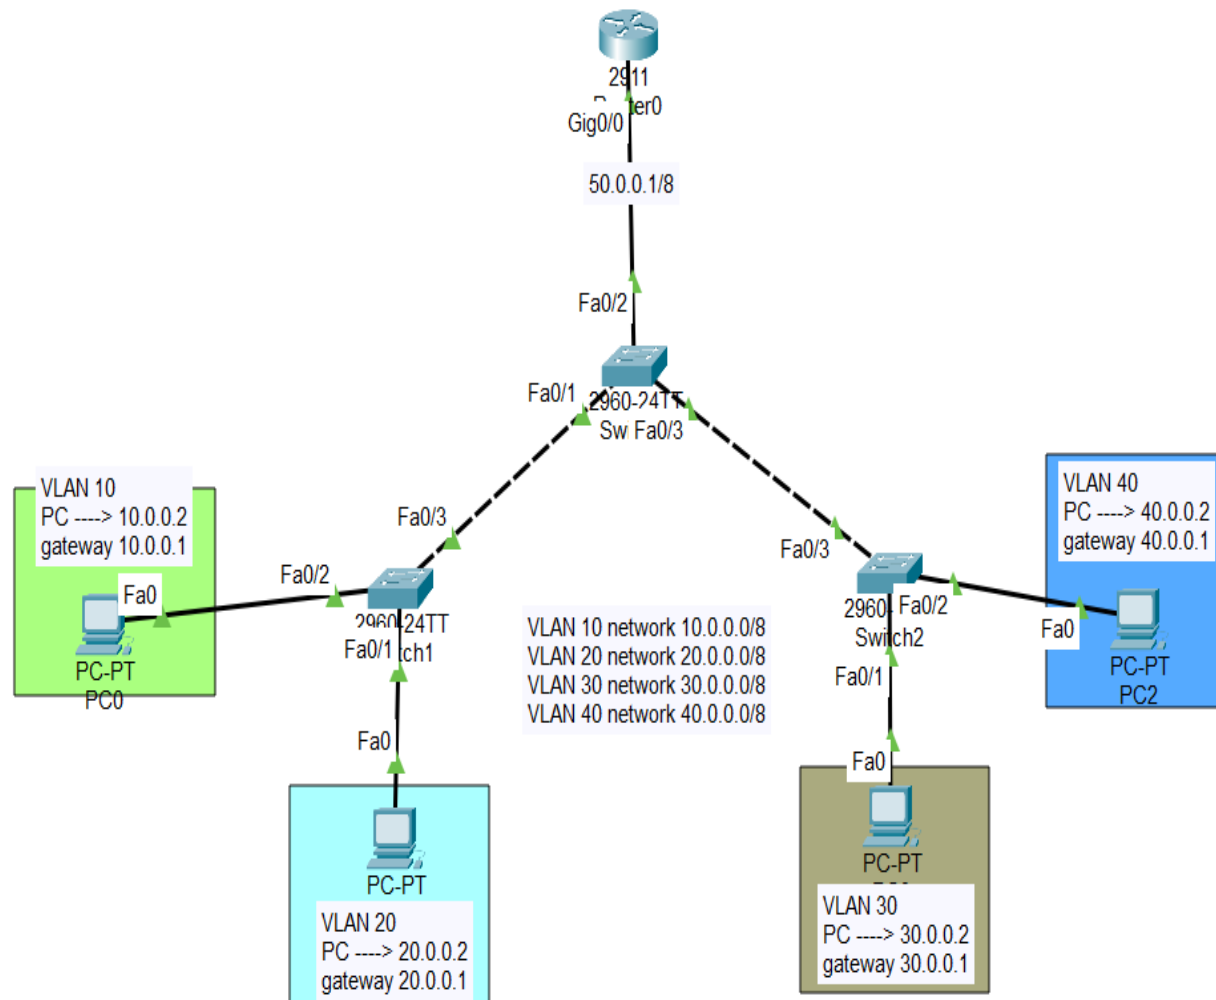 2911
Gig0/0
50.0.0.1/8
Fa0/2
Fa0/1
2960-24TT
Fa0/3
VLAN 10
PC ----> 10.0.0.2
gateway 10.0.0.1
Fa0
PC-PT
PC0
Fa0/3
Fa0/2
2960-24TT
Fa0/1
Fa0
PC-PT
VLAN 20
PC ----> 20.0.0.2
gateway 20.0.0.1
VLAN 10 network 10.0.0.0/8
VLAN 20 network 20.0.0.0/8
VLAN 30 network 30.0.0.0/8
VLAN 40 network 40.0.0.0/8
Fa0/3
Fa0/2
Switch2
Fa0/1
Fa0
PC-PT
VLAN 30
PC ----> 30.0.0.2
gateway 30.0.0.1
VLAN 40
PC ----> 40.0.0.2
gateway 40.0.0.1
Fa0
PC-PT
PC2